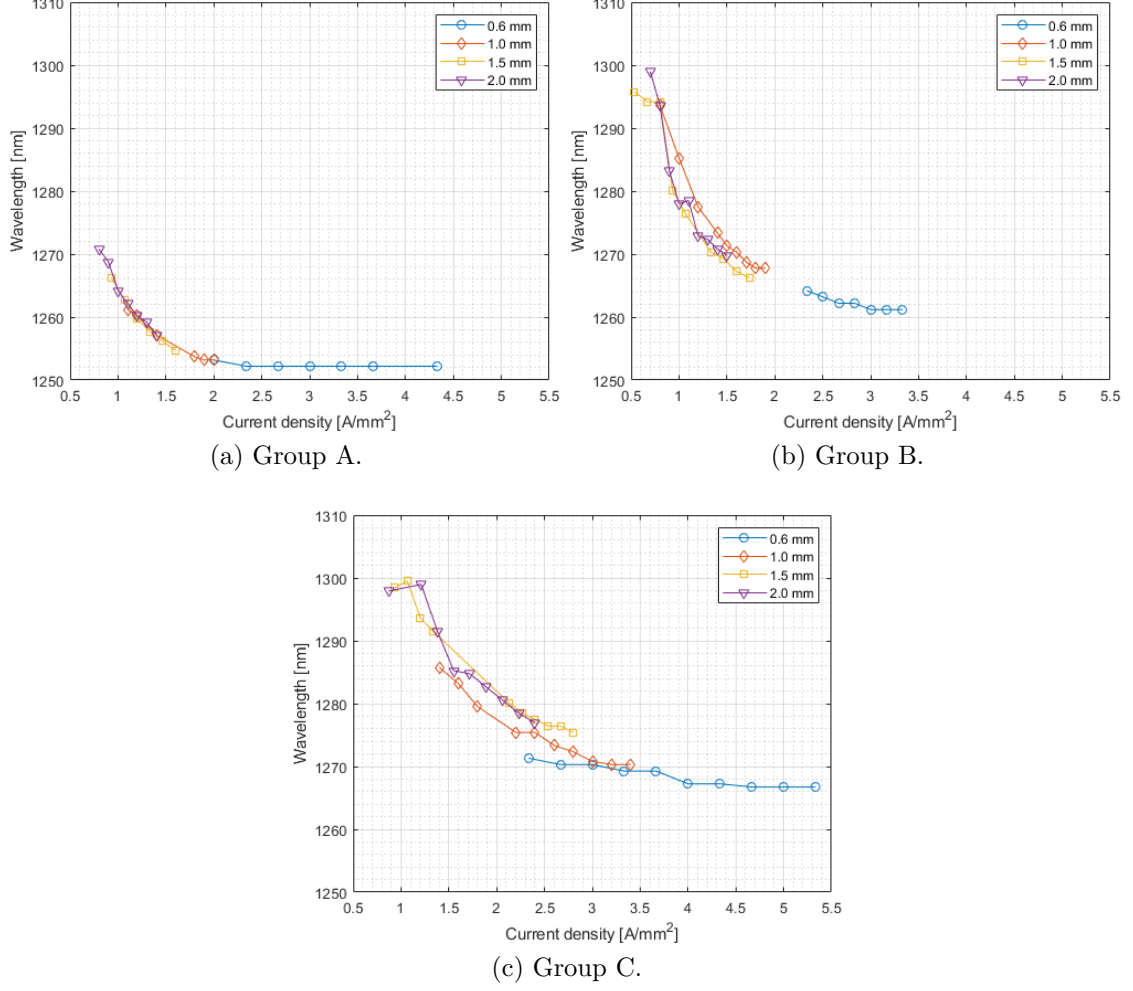 1310
1300
1290
1280
1270
1260
1250
Wavelength [nm]
0.6 mm
1.0 mm
1.5 mm
2.0 mm
0.5 1 1.5 2 2.5 3 3.5 4 4.5 5 5.5
Current density [A/mm²]
(a) Group A.
1310
1300
1290
1280
1270
1260
1250
Wavelength [nm]
0.6 mm
1.0 mm
1.5 mm
2.0 mm
0.5 1 1.5 2 2.5 3 3.5 4 4.5 5 5.5
Current density [A/mm²]
(b) Group B.
1310
1300
1290
1280
1270
1260
1250
Wavelength [nm]
0.6 mm
1.0 mm
1.5 mm
2.0 mm
0.5 1 1.5 2 2.5 3 3.5 4 4.5 5 5.5
Current density [A/mm²]
(c) Group C.